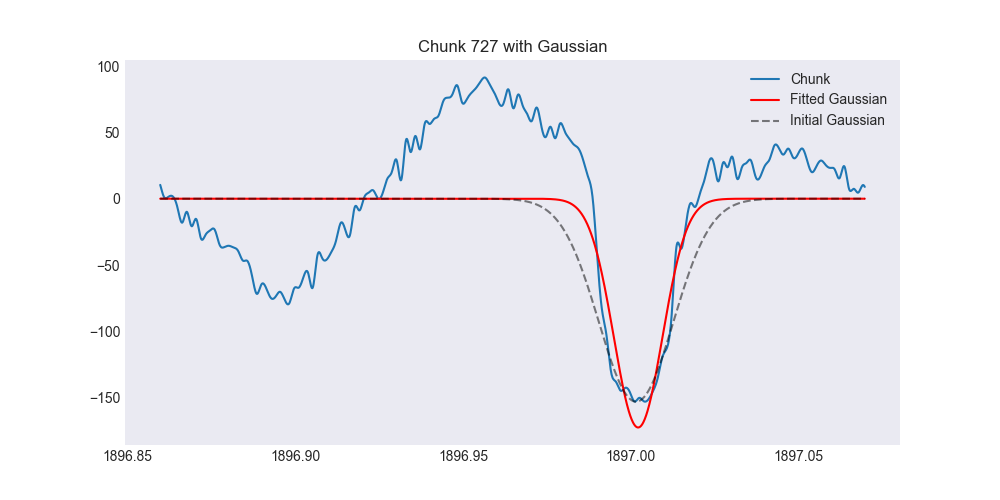 Chunk 727 with Gaussian
100
50
0
−50
−100
−150
Chunk
Fitted Gaussian
Initial Gaussian
1896.85 1896.90 1896.95 1897.00 1897.05